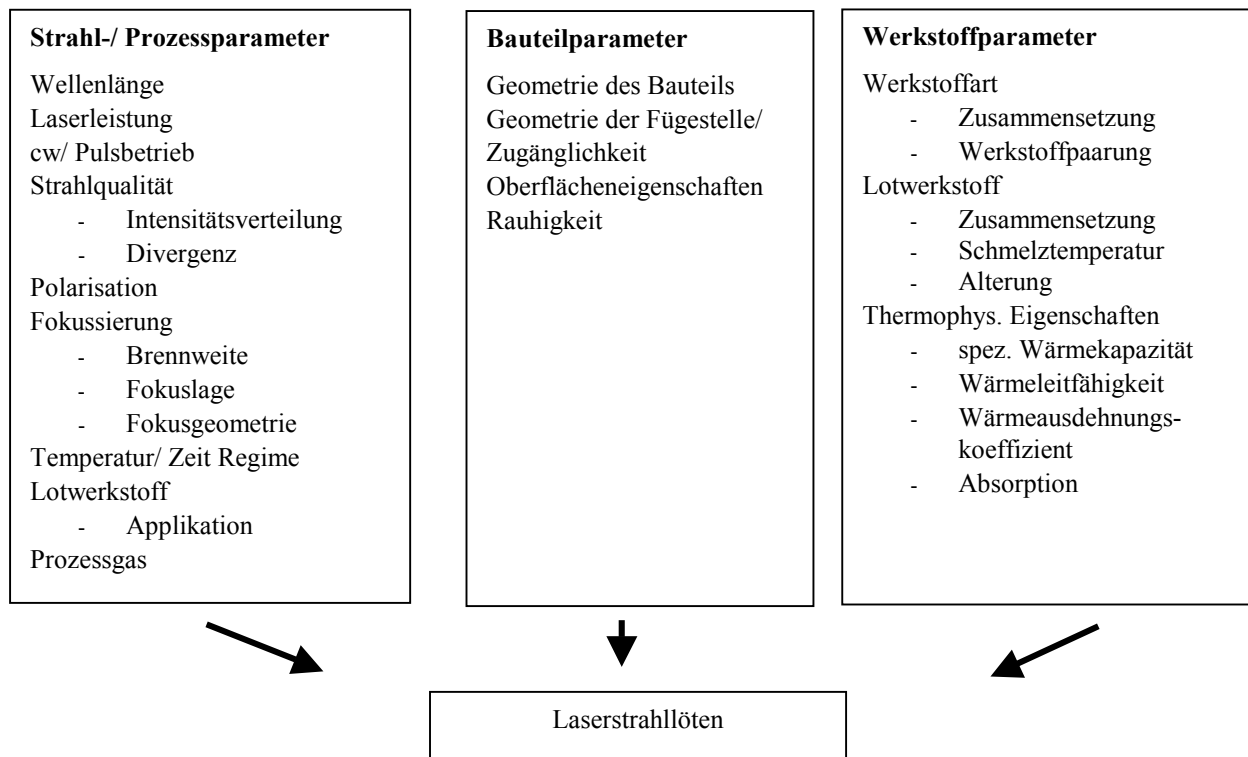 Strahl-/ Prozessparameter
Wellenlänge
Laserleistung
cw/ Pulsbetrieb
Strahlqualität
- Intensitätsverteilung
- Divergenz
Polarisation
Fokussierung
- Brennweite
- Fokuslage
- Fokusgeometrie
Temperatur/ Zeit Regime
Lotwerkstoff
- Applikation
Prozessgas
Bauteilparameter
Geometrie des Bauteils
Geometrie der Fügestelle/
Zugänglichkeit
Oberflächeneigenschaften
Rauhigkeit
Werkstoffparameter
Werkstoffart
- Zusammensetzung
- Werkstoffpaarung
Lotwerkstoff
- Zusammensetzung
- Schmelztemperatur
- Alterung
Thermophys. Eigenschaften
- spez. Wärmekapazität
- Wärmeleitfähigkeit
- Wärmeausdehnungs-
koeffizient
- Absorption
Laserstrahllöten